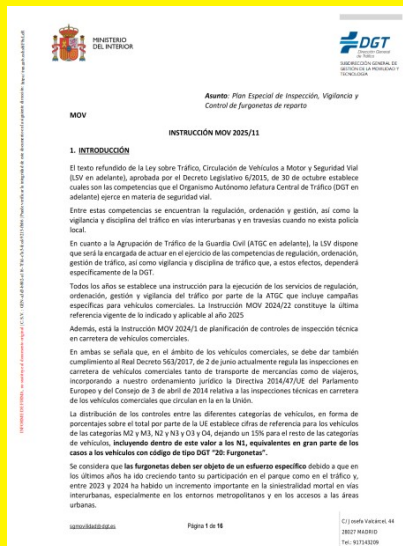 MINISTERIO
DEL INTERIOR
DGT
Dirección General
de Tráfico
SUBDIRECCIÓN GENERAL DE
GESTIÓN DE LA MOVILIDAD Y
TECNOLOGÍA
Asunto: Plan Especial de Inspección, Vigilancia y
Control de furgonetas de reparto
MOV
INSTRUCCIÓN MOV 2025/11
1. INTRODUCCIÓN
El texto refundido de la Ley sobre Tráfico, Circulación de Vehículos a Motor y Seguridad Vial
(LSV en adelante), aprobada por el Decreto Legislativo 6/2015, de 30 de octubre establece
cuales son las competencias que el Organismo Autónomo Jefatura Central de Tráfico (DGT en
adelante) ejerce en materia de seguridad vial.
Entre estas competencias se encuentran la regulación, ordenación y gestión, así como la
vigilancia y disciplina del tráfico en vías interurbanas y en travesías cuando no exista policía
local.
En cuanto a la Agrupación de Tráfico de la Guardia Civil (ATGC en adelante), la LSV dispone
que será la encargada de actuar en el ejercicio de las competencias de regulación, ordenación,
gestión de tráfico, así como vigilancia y disciplina de tráfico que, a estos efectos, dependerá
específicamente de la DGT.
Todos los años se establece una instrucción para la ejecución de los servicios de regulación,
ordenación, gestión y vigilancia del tráfico por parte de la ATGC que incluye campañas
específicas para vehículos comerciales. La Instrucción MOV 2024/22 constituye la última
referencia vigente de lo indicado y aplicable al año 2025
Además, está la Instrucción MOV 2024/1 de planificación de controles de inspección técnica
en carretera de vehículos comerciales.
En ambas se señala que, en el ámbito de los vehículos comerciales, se debe dar también
cumplimiento al Real Decreto 563/2017, de 2 de junio actualmente regula las inspecciones en
carretera de vehículos comerciales tanto de transporte de mercancías como de viajeros,
incorporando a nuestro ordenamiento jurídico la Directiva 2014/47/UE del Parlamento
Europeo y del Consejo de 3 de abril de 2014 relativa a las inspecciones técnicas en carretera
de los vehículos comerciales que circulan en la en la Unión.
La distribución de los controles entre las diferentes categorías de vehículos, en forma de
porcentajes sobre el total por parte de la UE establece cifras de referencia para los vehículos
de las categorías M2 y M3, N2 y N3 y O3 y O4, dejando un 15% para el resto de las categorías
de vehículos, incluyendo dentro de este valor a los N1, equivalentes en gran parte de los
casos a los vehículos con código de tipo DGT "20: Furgonetas".
Se considera que las furgonetas deben ser objeto de un esfuerzo específico debido a que en
los últimos años ha ido creciendo tanto su participación en el parque como en el tráfico y,
entre 2023 y 2024 ha habido un incremento importante en la siniestralidad mortal en vías
interurbanas, especialmente en los entornos metropolitanos y en los accesos a las áreas
urbanas.
sgmovilidad@dgt.es
Página 1 de 16
C/ Josefa Valcárcel, 44
28027 MADRID
Tel.: 917143209